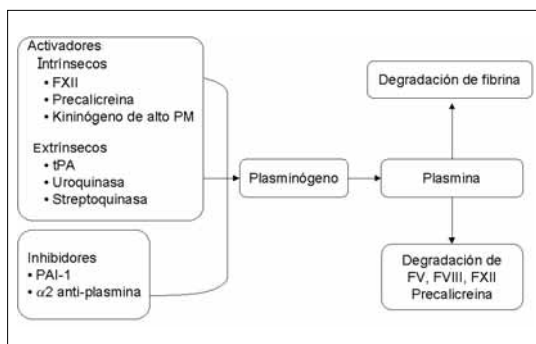 Activadores
Intrínsecos
• FXII
• Precalicreina
• Kininógeno de alto PM
Extrínsecos
• tPA
• Uroquinasa
• Streptoquinasa
Inhibidores
• PAI-1
• α2 anti-plasmina
Plasminógeno
Plasmina
Degradación de fibrina
Degradación de
FV, FVIII, FXII
Precalicreina